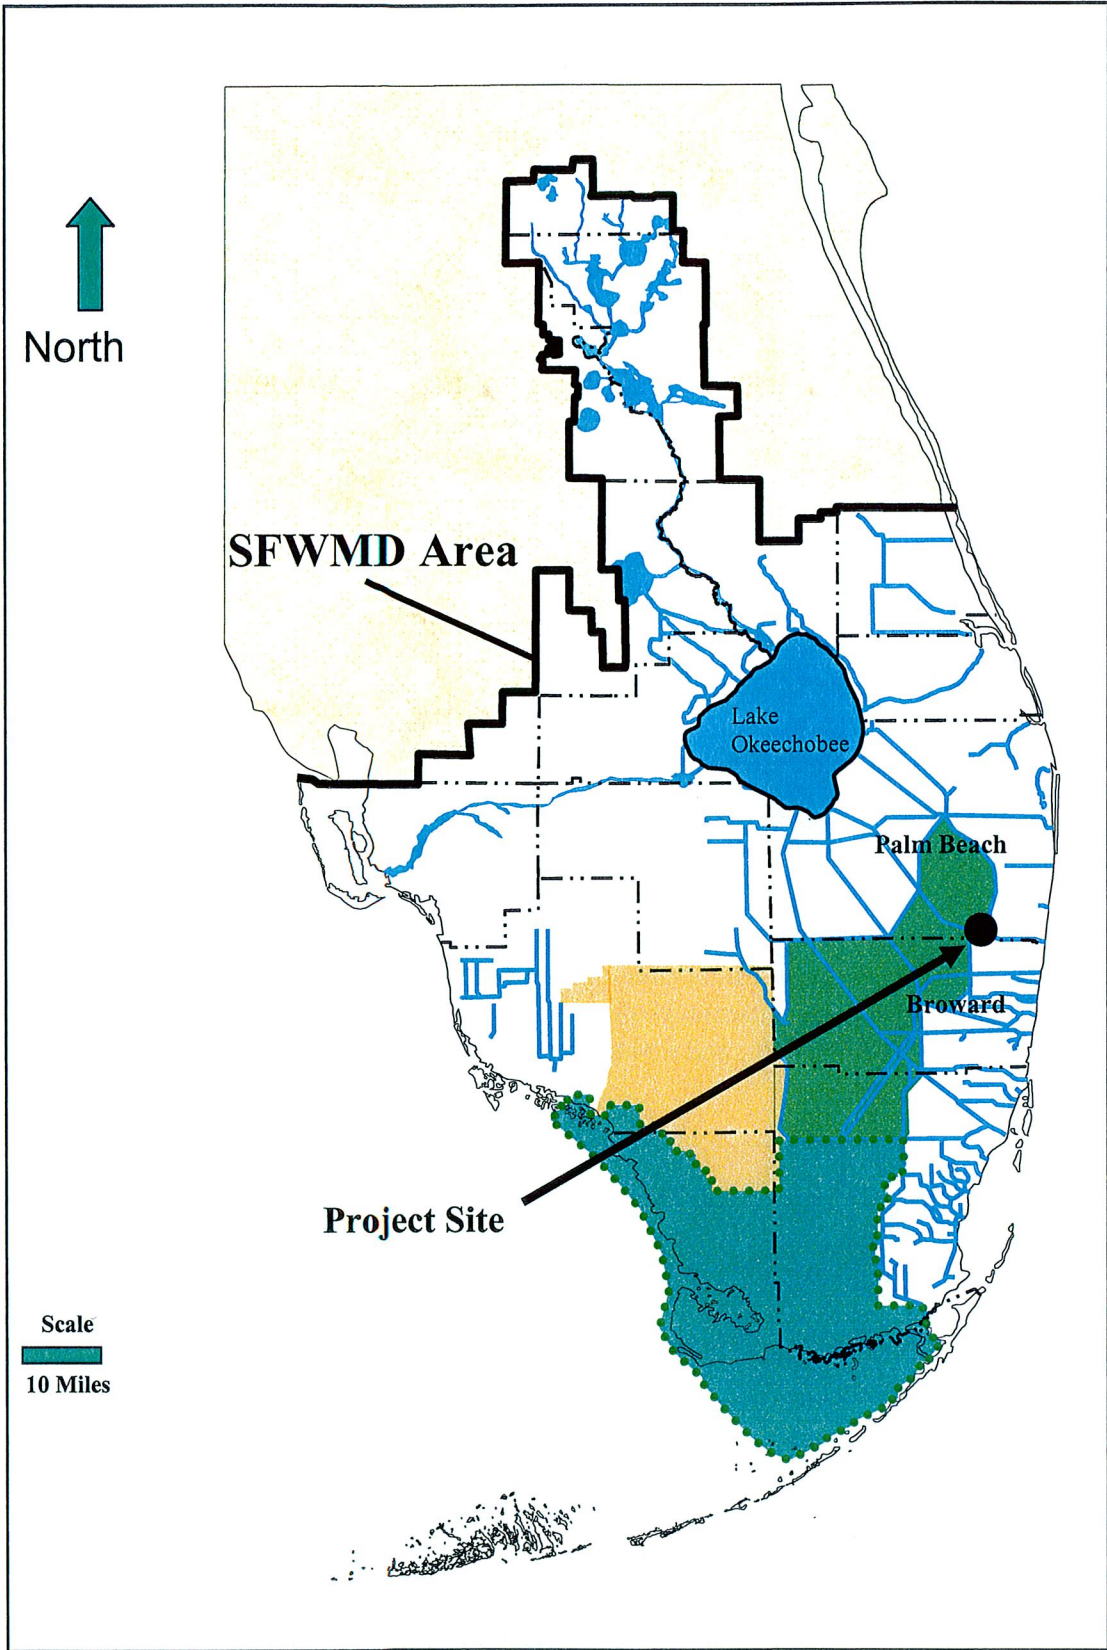 North
SFWMD Area
Lake
Okeechobee
Palm Beach
Broward
Project Site
Scale
10 Miles